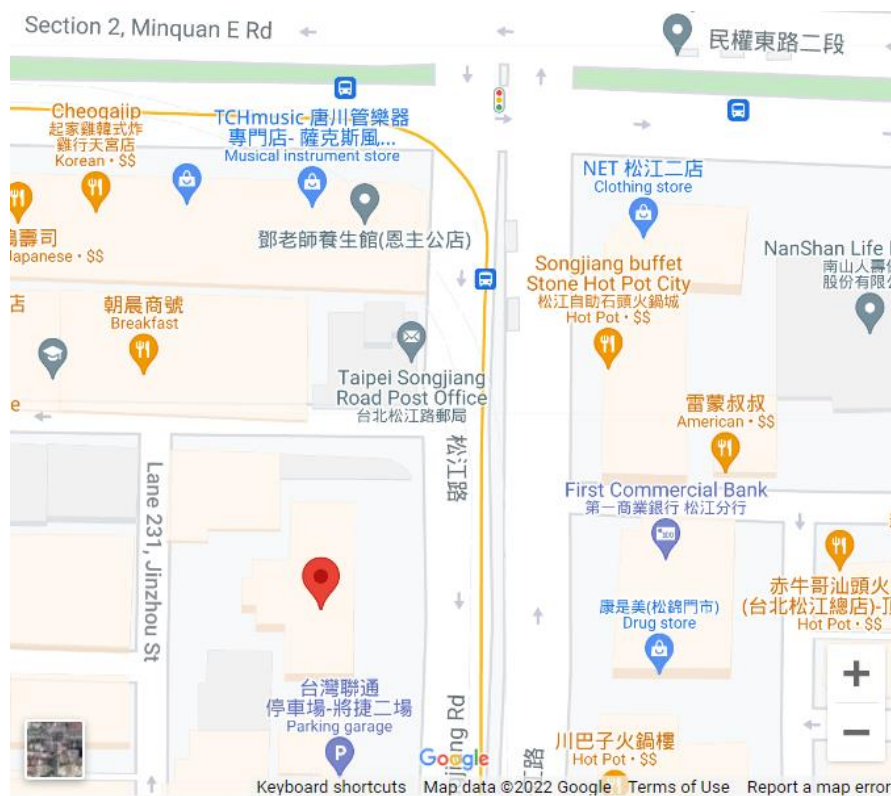 Section 2, Minquan E Rd
民權東路二段
Cheogajip
起家雞韓式炸
雞行天宮店
Korean • $$
TCHmusic-唐川管樂器
專門店- 薩克斯風...
Musical instrument store
NET 松江二店
Clothing store
鄧老師養生館(恩主公店)
壽司
Japanese • $$
NanShan Life
南山人壽
股份有限
Songjiang buffet
Stone Hot Pot City
松江自助石頭火鍋城
Hot Pot • $$
店
朝晨商號
Breakfast
Taipei Songjiang
Road Post Office
台北松江路郵局
雷蒙叔叔
American • $$
e
松江路
Lane 231, Jinzhou St
First Commercial Bank
第一商業銀行 松江分行
康是美(松錦門市)
Drug store
赤牛哥汕頭火
(台北松江總店)-頂
Hot Pot • $$
台灣聯通
停車場-將捷二場
Parking garage
P
gjiang Rd
江路
川巴子火鍋樓
Hot Pot • $$
+
−
Google
Keyboard shortcuts
Map data ©2022 Google
Terms of Use
Report a map error